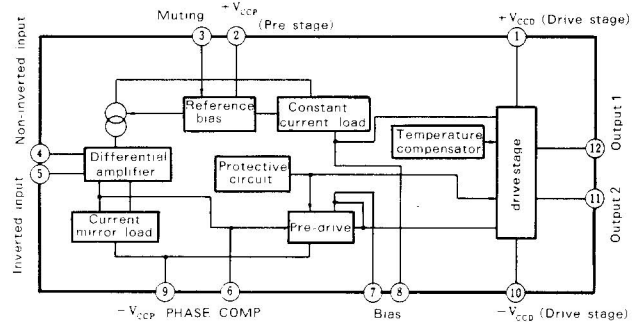 Muting
+VCCP
(Pre stage)
+VCCD (Drive stage)
3
2
1
Non-inverted input
Reference
bias
Constant
current load
Temperature
compensator
Output 1
4
5
12
Differential
amplifier
Protective
circuit
drive stage
11
Output 2
Inverted input
Current
mirror load
Pre-drive
9
6
7
8
10
−VCCP
PHASE COMP
Bias
−VCCD (Drive stage)